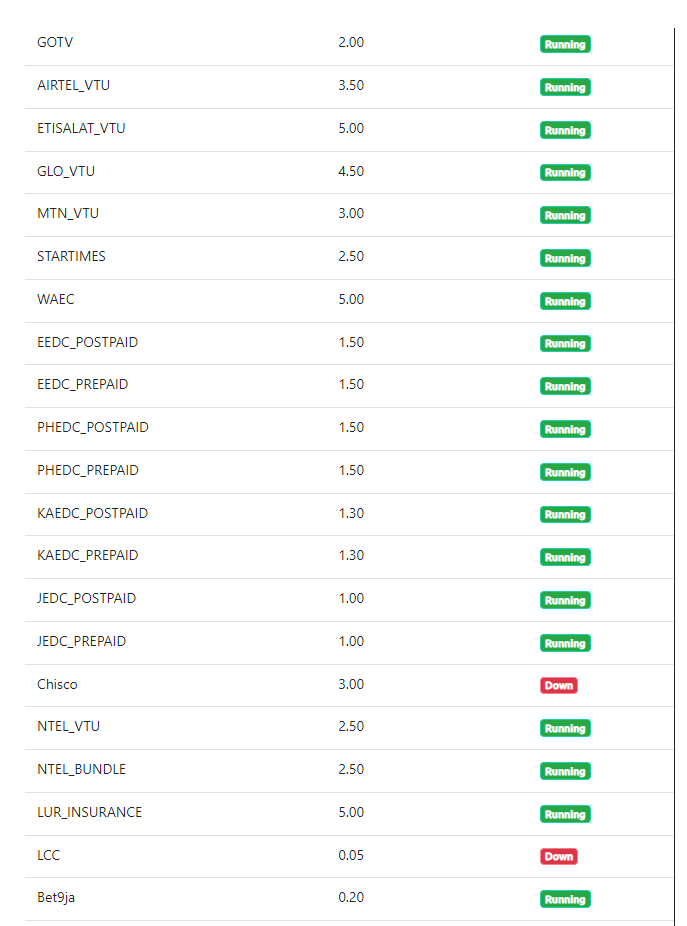 GOTV 2.00 Running
AIRTEL_VTU 3.50 Running
ETISALAT_VTU 5.00 Running
GLO_VTU 4.50 Running
MTN_VTU 3.00 Running
STARTIMES 2.50 Running
WAEC 5.00 Running
EEDC_POSTPAID 1.50 Running
EEDC_PREPAID 1.50 Running
PHEDC_POSTPAID 1.50 Running
PHEDC_PREPAID 1.50 Running
KAEDC_POSTPAID 1.30 Running
KAEDC_PREPAID 1.30 Running
JEDC_POSTPAID 1.00 Running
JEDC_PREPAID 1.00 Running
Chisco 3.00 Down
NTEL_VTU 2.50 Running
NTEL_BUNDLE 2.50 Running
LUR_INSURANCE 5.00 Running
LCC 0.05 Down
Bet9ja 0.20 Running